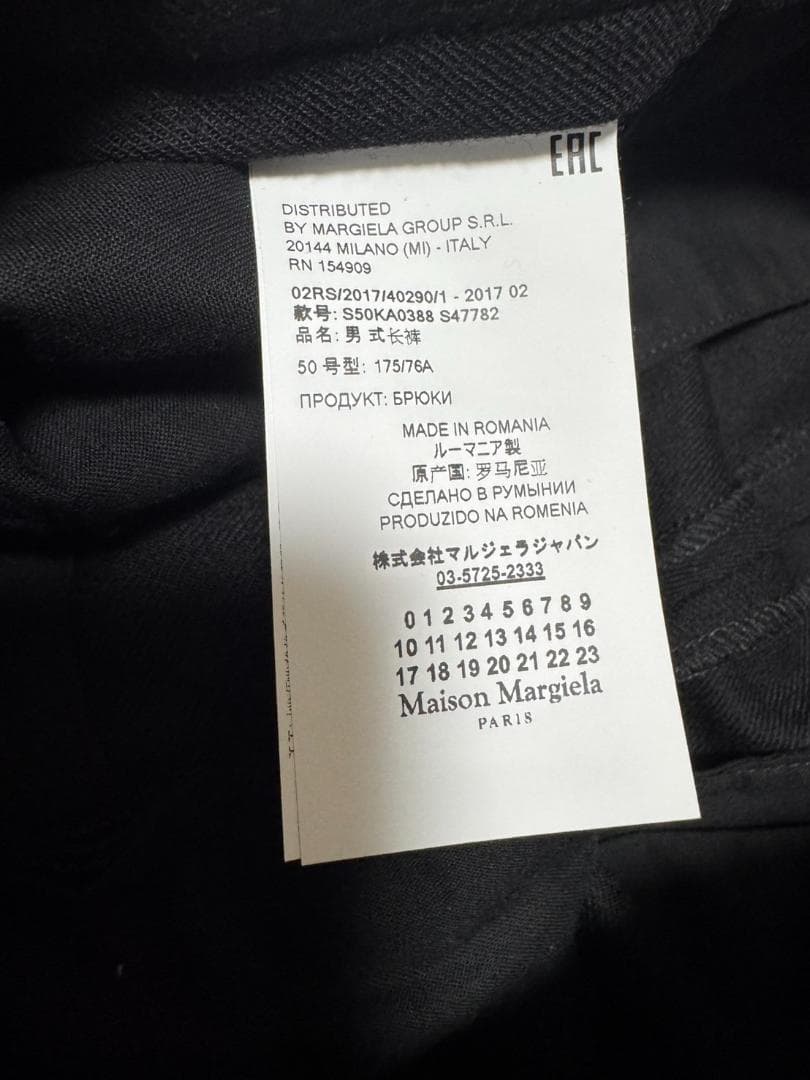 EAC
DISTRIBUTED
BY MARGIELA GROUP S.R.L.
20144 MILANO (MI) - ITALY
RN 154909
02RS/2017/40290/1 - 2017 02
款号: S50KA0388 S47782
品名: 男 式长裤
50 号型: 175/76A
ПРОДУКТ: БРЮКИ
MADE IN ROMANIA
ルーマニア製
原产国: 罗马尼亚
СДЕЛАНО В РУМЫНИИ
PRODUZIDO NA ROMENIA
株式会社マルジェラジャパン
03-5725-2333
0 1 2 3 4 5 6 7 8 9
10 11 12 13 14 15 16
17 18 19 20 21 22 23
Maison Margiela
PARIS